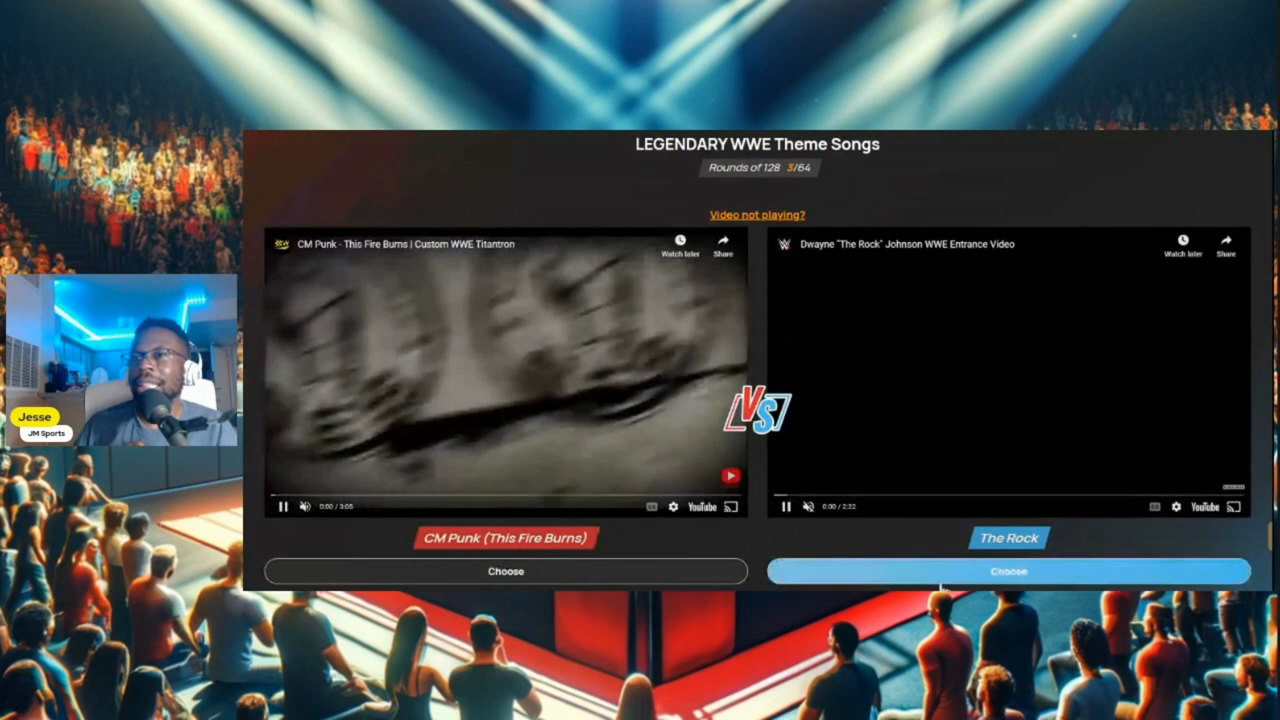 LEGENDARY WWE Theme Songs
Rounds of 128 3/64
Video not playing?
CM Punk - This Fire Burns | Custom WWE Titantron
Watch later
Share
Dwayne "The Rock" Johnson WWE Entrance Video
Watch later
Share
VS
Jesse
JM Sports
0:00 / 3:05
YouTube
0:00 / 2:22
YouTube
CM Punk (This Fire Burns)
The Rock
Choose
Choose